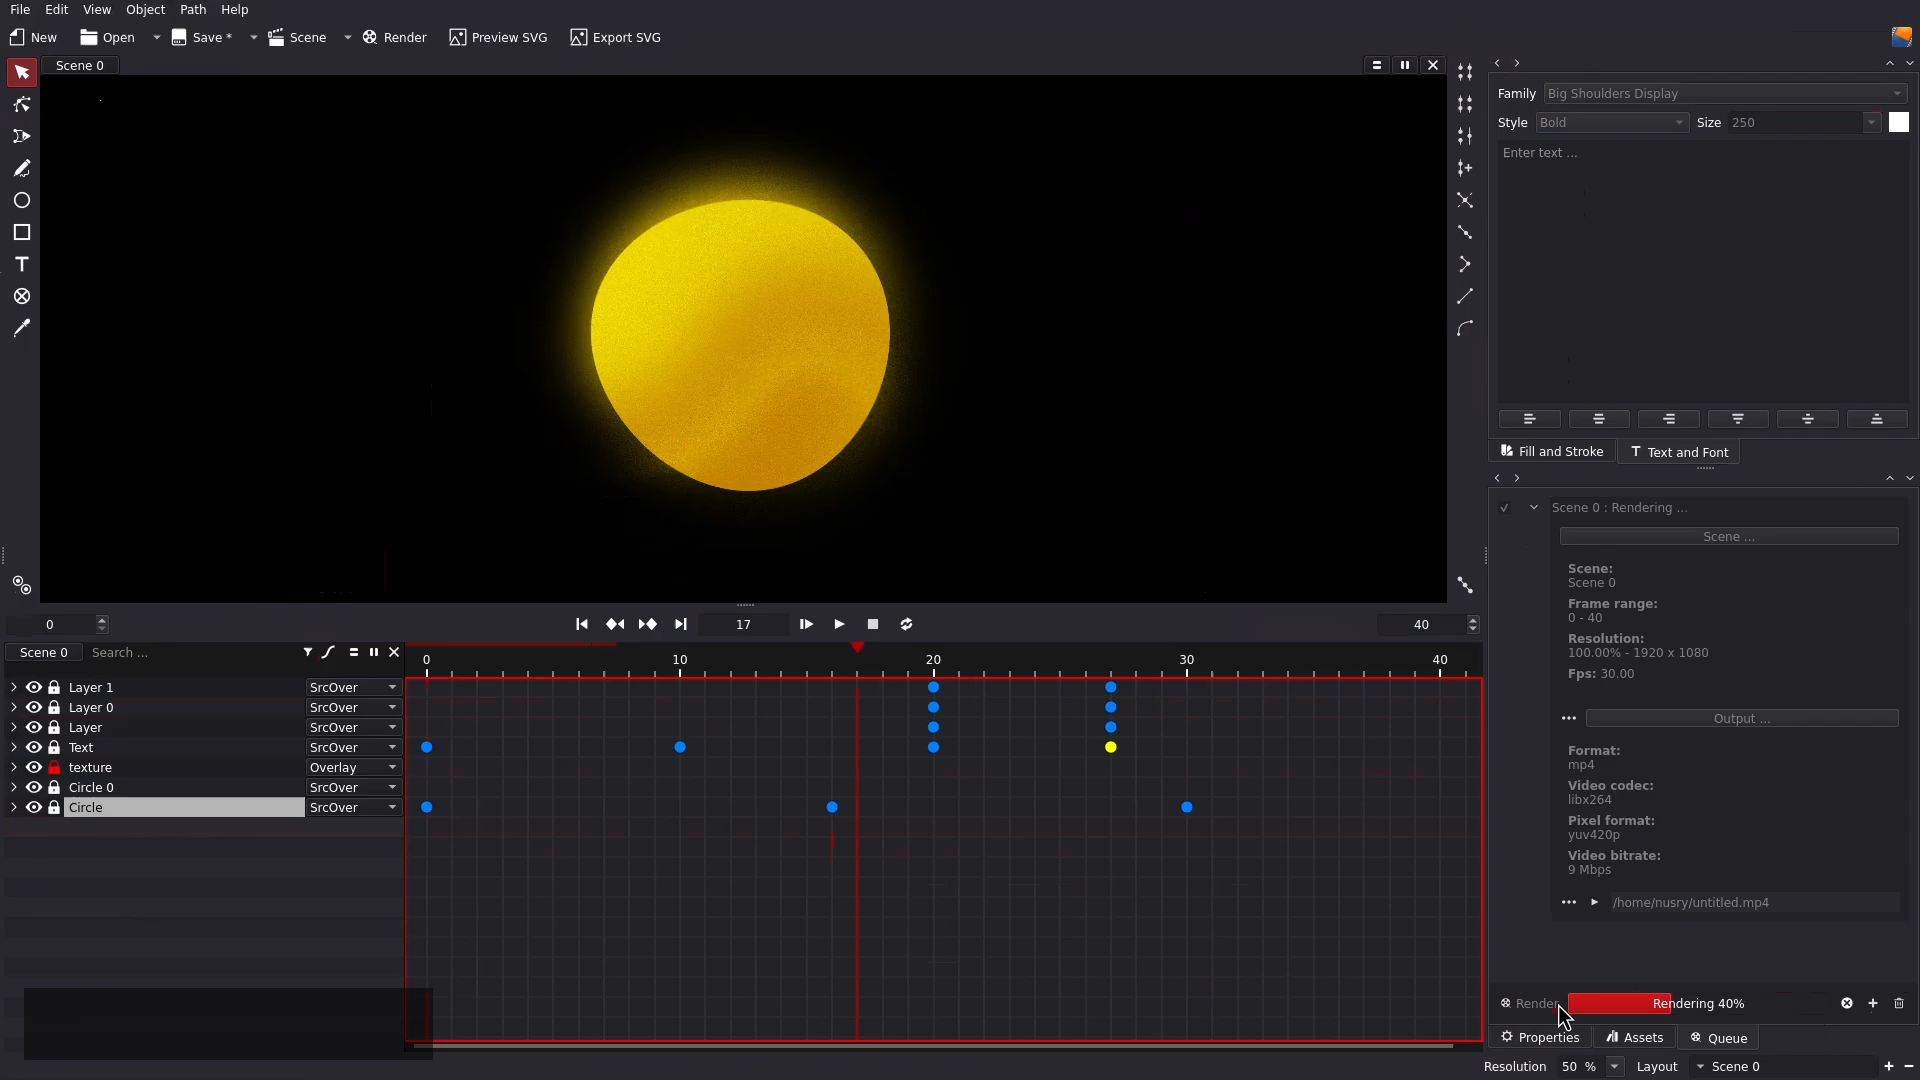 File Edit View Object Path Help
New Open Save * Scene Render Preview SVG Export SVG
Scene 0
Family Big Shoulders Display
Style Bold Size 250
Enter text ...
Fill and Stroke Text and Font
Scene 0 : Rendering ...
Scene ...
Scene:
Scene 0
Frame range:
0 - 40
Resolution:
100.00% - 1920 x 1080
Fps: 30.00
Output ...
Format:
mp4
Video codec:
libx264
Pixel format:
yuv420p
Video bitrate:
9 Mbps
/home/nusry/untitled.mp4
Render Rendering 40%
Properties Assets Queue
Resolution 50 % Layout Scene 0
0 17 40
Scene 0 Search ...
0 10 20 30 40
Layer 1 SrcOver
Layer 0 SrcOver
Layer SrcOver
Text SrcOver
texture Overlay
Circle 0 SrcOver
Circle SrcOver